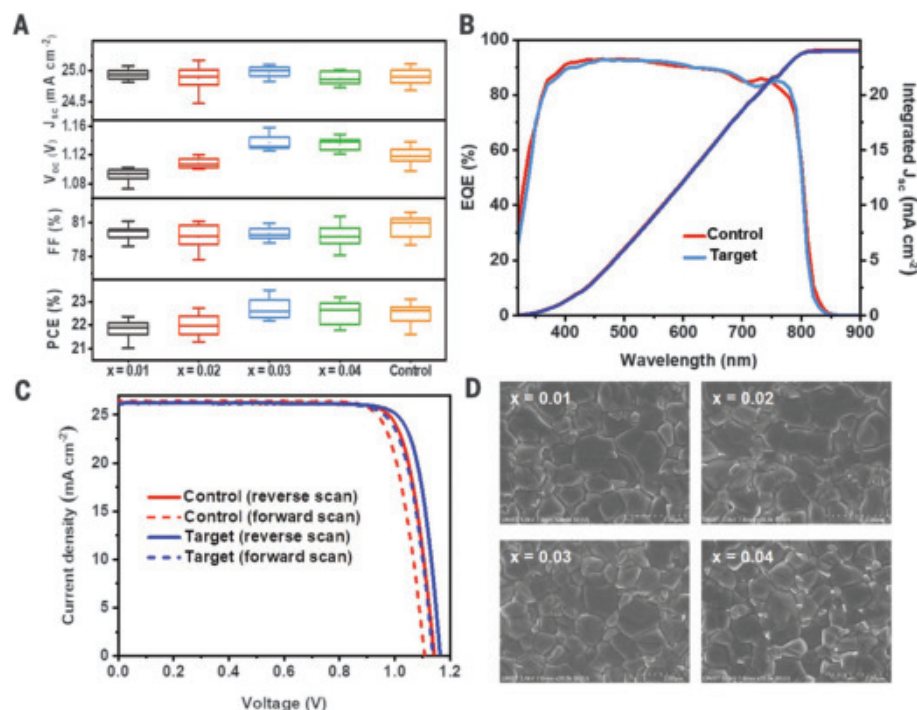 A
J_sc (mA cm⁻²)
25.0
24.5
V_oc (V)
1.16
1.12
1.08
FF (%)
81
78
PCE (%)
23
22
21
x = 0.01 x = 0.02 x = 0.03 x = 0.04 Control
B
EQE (%)
100
80
60
40
20
0
Control
Target
Integrated J_sc (mA cm⁻²)
20
15
10
5
0
400 500 600 700 800 900
Wavelength (nm)
C
Current density (mA cm⁻²)
25
20
15
10
5
0
Control (reverse scan)
Control (forward scan)
Target (reverse scan)
Target (forward scan)
0.0 0.2 0.4 0.6 0.8 1.0 1.2
Voltage (V)
D
x = 0.01
x = 0.02
x = 0.03
x = 0.04